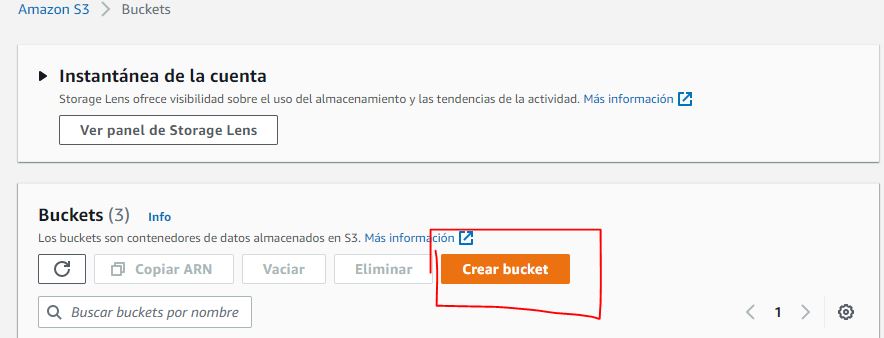 Amazon S3 > Buckets
Instantánea de la cuenta
Storage Lens ofrece visibilidad sobre el uso del almacenamiento y las tendencias de la actividad. Más información
Ver panel de Storage Lens
Buckets (3) Info
Los buckets son contenedores de datos almacenados en S3. Más información
Copiar ARN Vaciar Eliminar Crear bucket
Buscar buckets por nombre 1